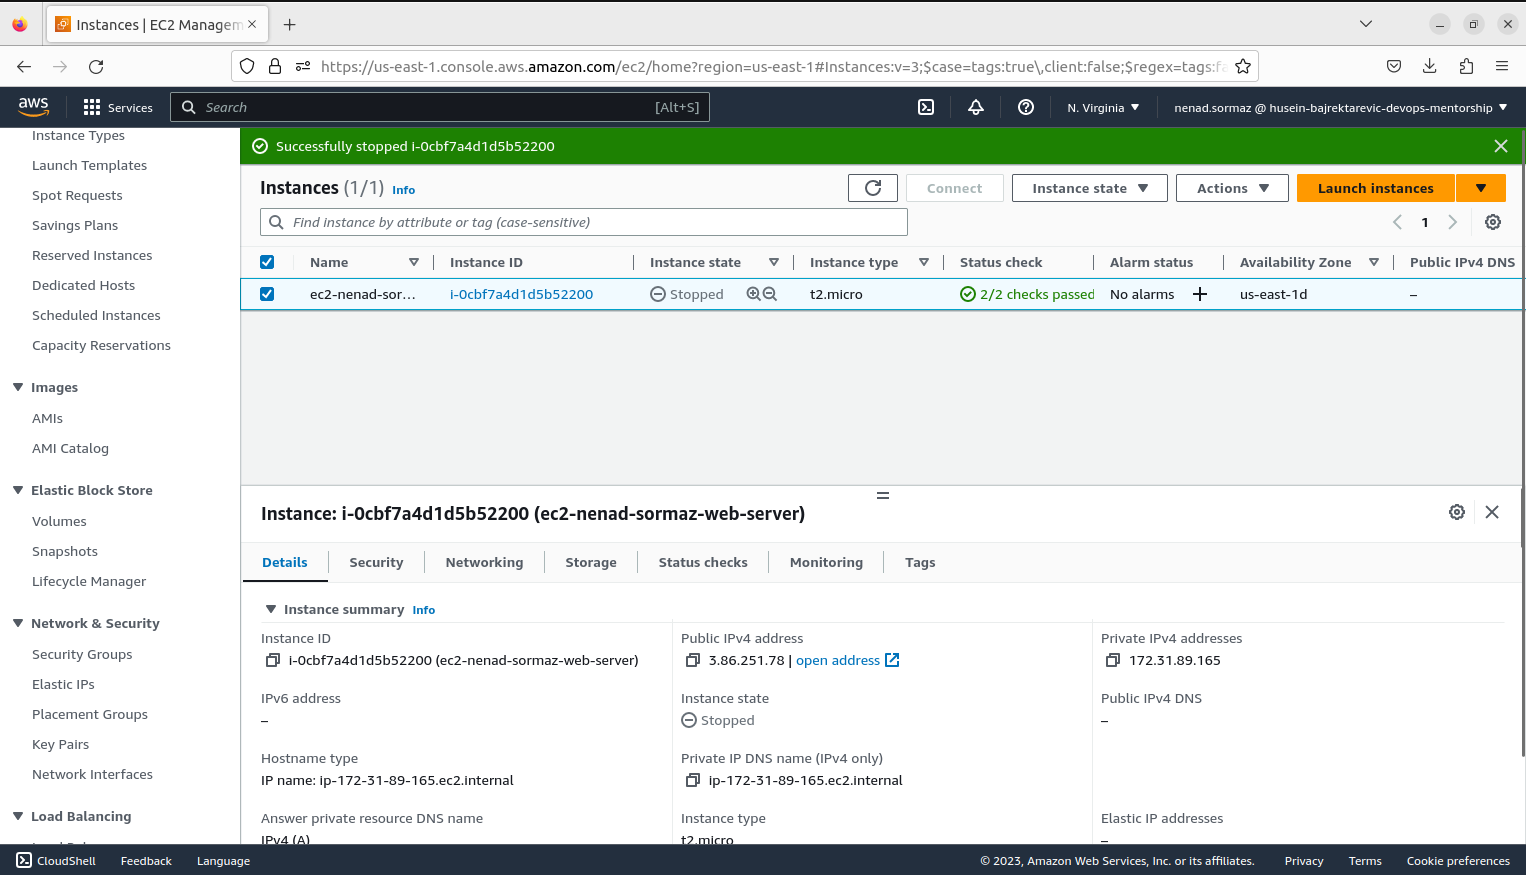 Instances | EC2 Managem
https://us-east-1.console.aws.amazon.com/ec2/home?region=us-east-1#Instances:v=3;$case=tags:true\,client:false;$regex=tags:fa
aws Services Search [Alt+S] N. Virginia nenad.sormaz @ husein-bajrektarevic-devops-mentorship
Instance Types
Launch Templates
Spot Requests
Savings Plans
Reserved Instances
Dedicated Hosts
Scheduled Instances
Capacity Reservations
Images
AMIs
AMI Catalog
Elastic Block Store
Volumes
Snapshots
Lifecycle Manager
Network & Security
Security Groups
Elastic IPs
Placement Groups
Key Pairs
Network Interfaces
Load Balancing
Successfully stopped i-0cbf7a4d1d5b52200
Instances (1/1) Info Connect Instance state Actions Launch instances
Find instance by attribute or tag (case-sensitive) 1
Name Instance ID Instance state Instance type Status check Alarm status Availability Zone Public IPv4 DNS
ec2-nenad-sor... i-0cbf7a4d1d5b52200 Stopped t2.micro 2/2 checks passed No alarms + us-east-1d –
Instance: i-0cbf7a4d1d5b52200 (ec2-nenad-sormaz-web-server)
Details Security Networking Storage Status checks Monitoring Tags
Instance summary Info
Instance ID Public IPv4 address Private IPv4 addresses
i-0cbf7a4d1d5b52200 (ec2-nenad-sormaz-web-server) 3.86.251.78 | open address 172.31.89.165
IPv6 address Instance state Public IPv4 DNS
– Stopped –
Hostname type Private IP DNS name (IPv4 only)
IP name: ip-172-31-89-165.ec2.internal ip-172-31-89-165.ec2.internal
Answer private resource DNS name Instance type Elastic IP addresses
IPv4 (A) t2.micro –
CloudShell Feedback Language © 2023, Amazon Web Services, Inc. or its affiliates. Privacy Terms Cookie preferences